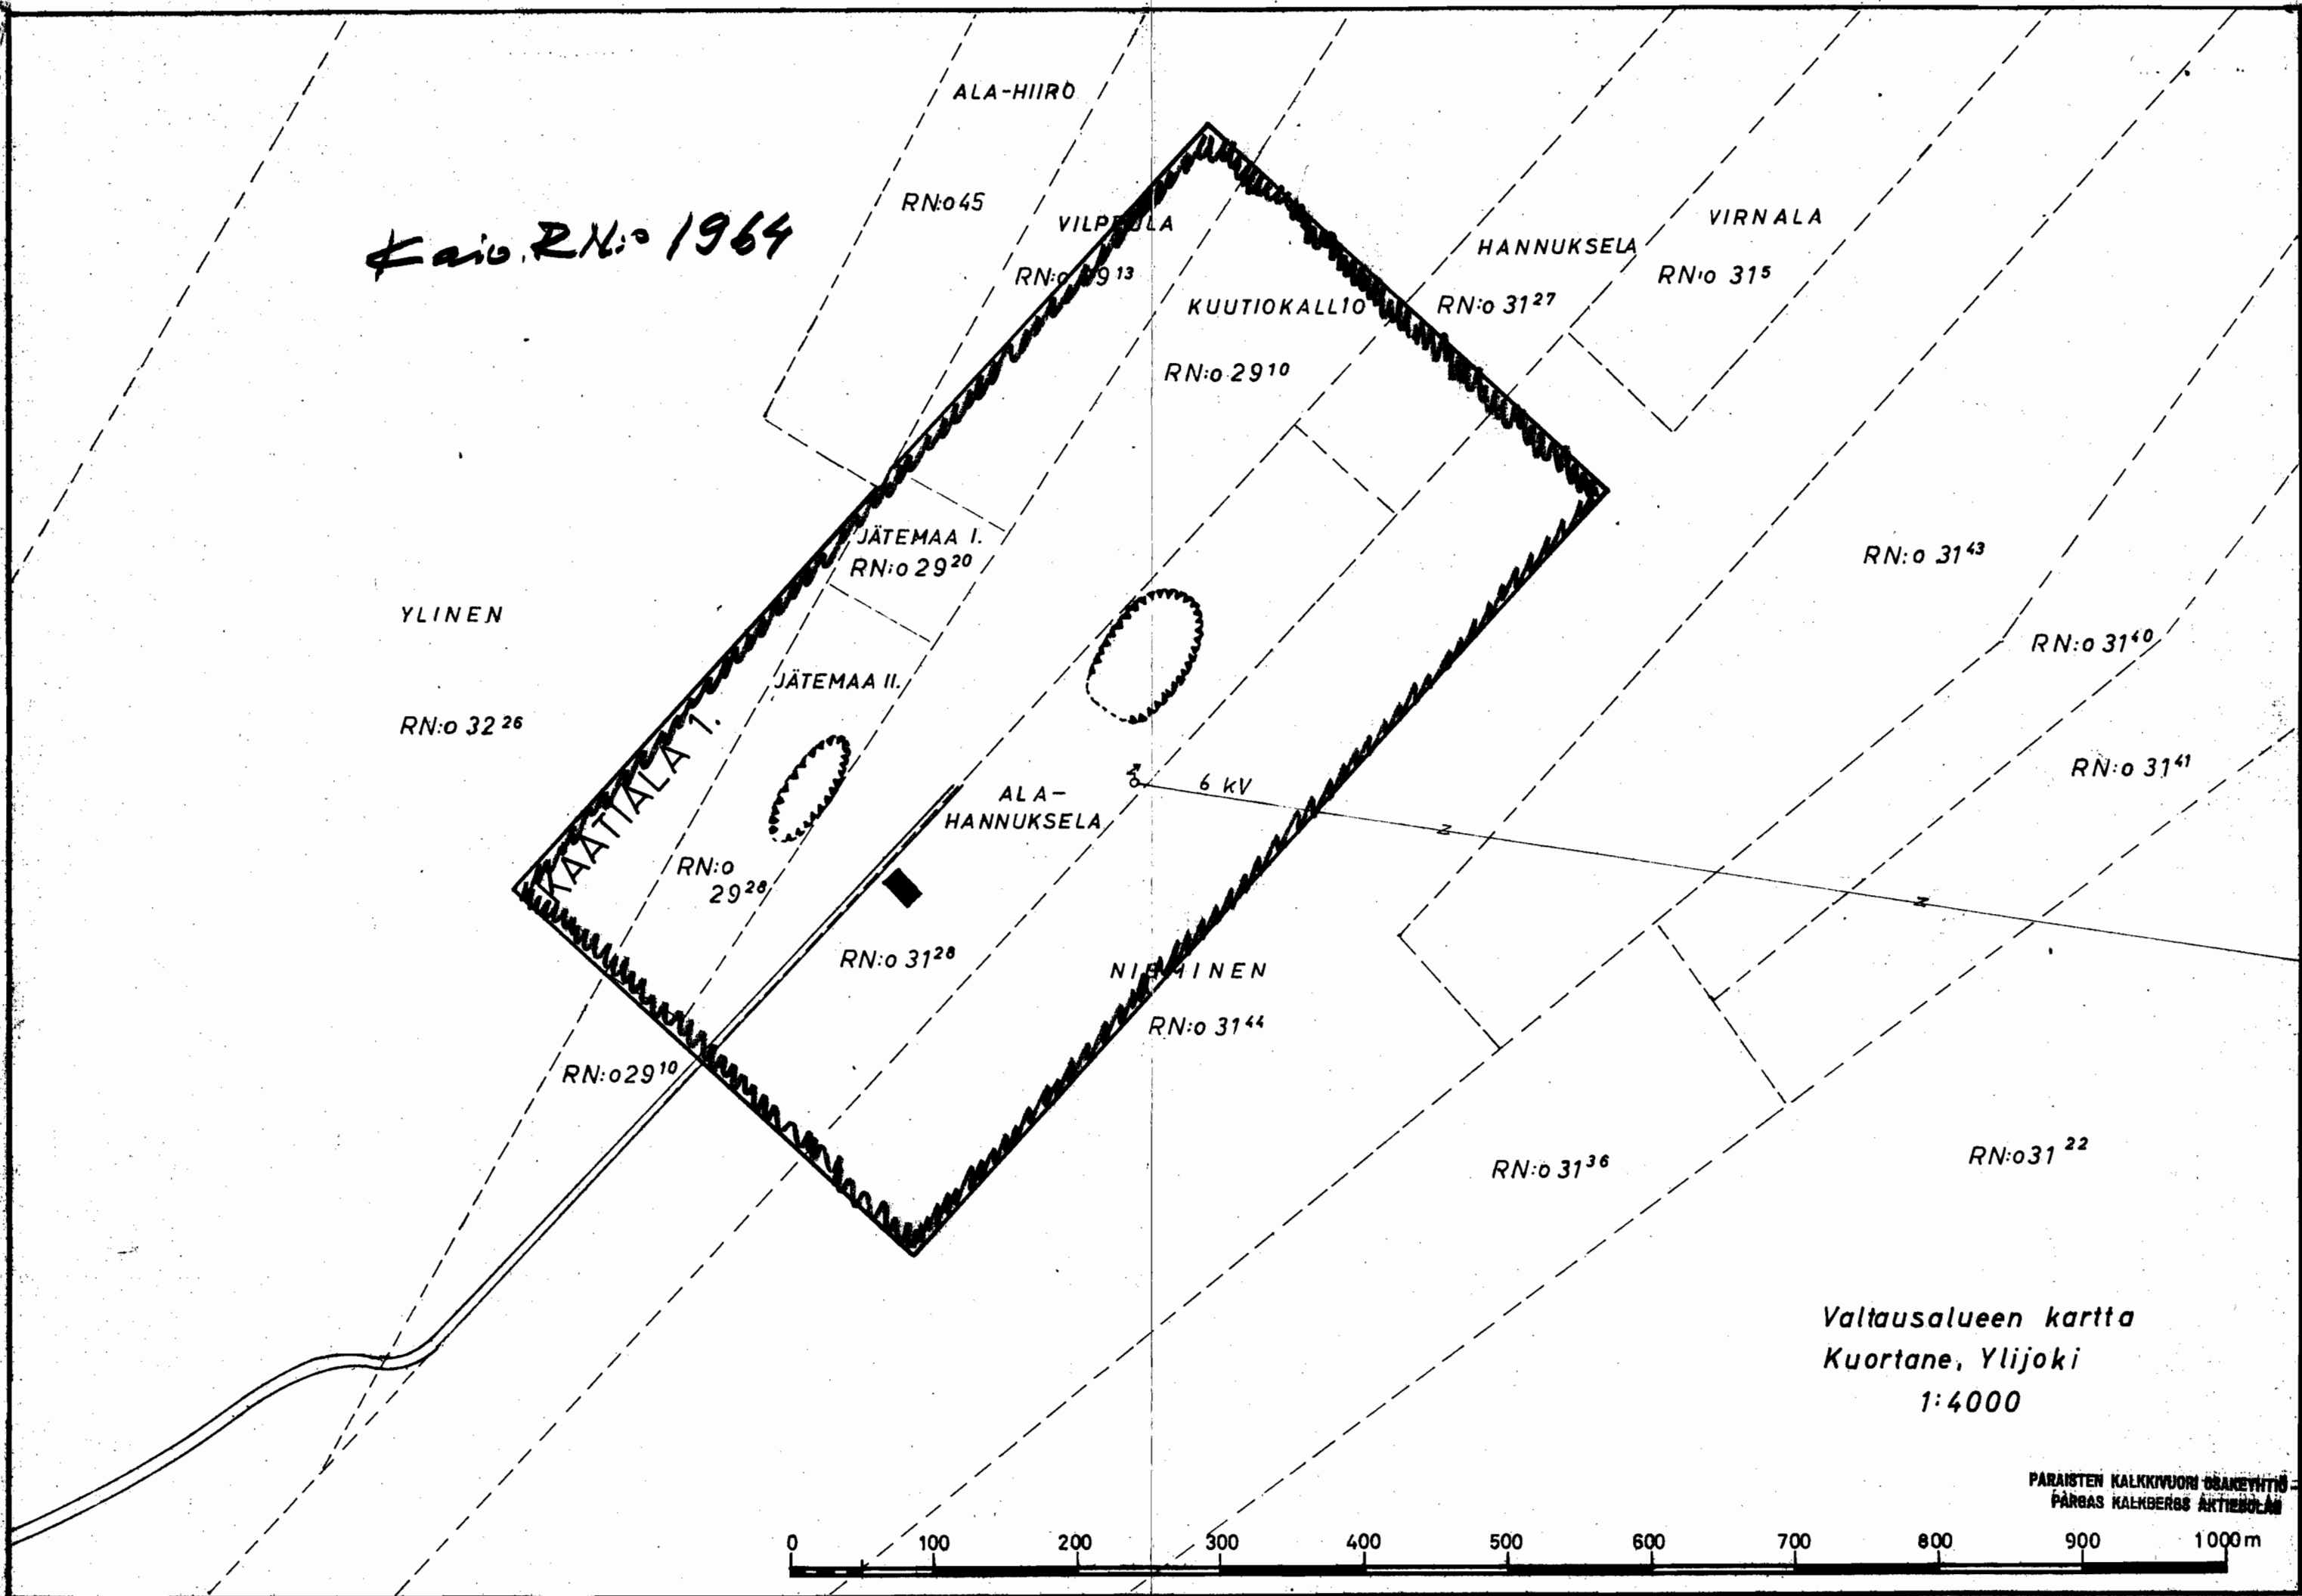 ALA-HIIRO
RN:o 45
Kaiv. RN:o 1964
VILPPULA
RN:o 29¹³
VIRNALA
HANNUKSELA
RN:o 31⁵
KUUTIOKALLIO
RN:o 31²⁷
RN:o 29¹⁰
JÄTEMAA I.
RN:o 29²⁰
RN:o 31⁴³
YLINEN
RN:o 31⁴⁰
JÄTEMAA II.
RN:o 32²⁶
KAATIALA 1.
RN:o 31⁴¹
6 kV
ALA-
HANNUKSELA
RN:o
29²⁸
RN:o 31²⁸
NIEMINEN
RN:o 31⁴⁴
RN:o 29¹⁰
RN:o 31³⁶
RN:o 31²²
Valtausalueen kartta
Kuortane, Ylijoki
1:4000
PARAISTEN KALKKIVUORI OSAKEYHTIÖ
PARGAS KALKBERGS AKTIEBOLAG
0 100 200 300 400 500 600 700 800 900 1000 m